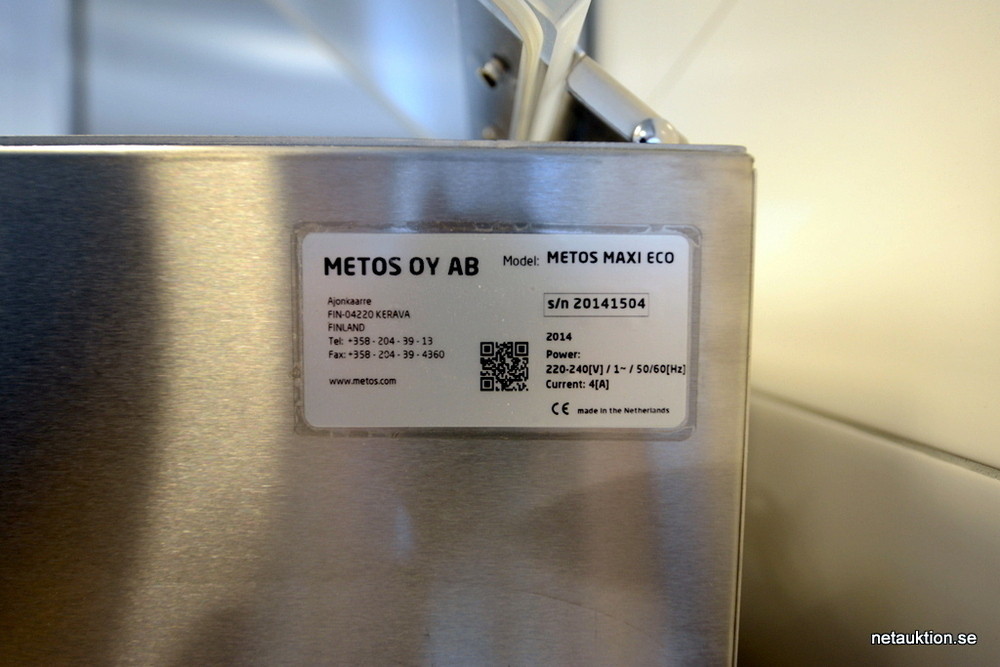 METOS OY AB
Model: METOS MAXI ECO
s/n 20141504
Ajonkaarre
FIN-04220 KERAVA
FINLAND
Tel: +358 - 204 - 39 - 13
Fax: +358 - 204 - 39 - 4360
www.metos.com
2014
Power:
220-240[V] / 1~ / 50/60[Hz]
Current: 4[A]
CE made in the Netherlands
netauktion.se